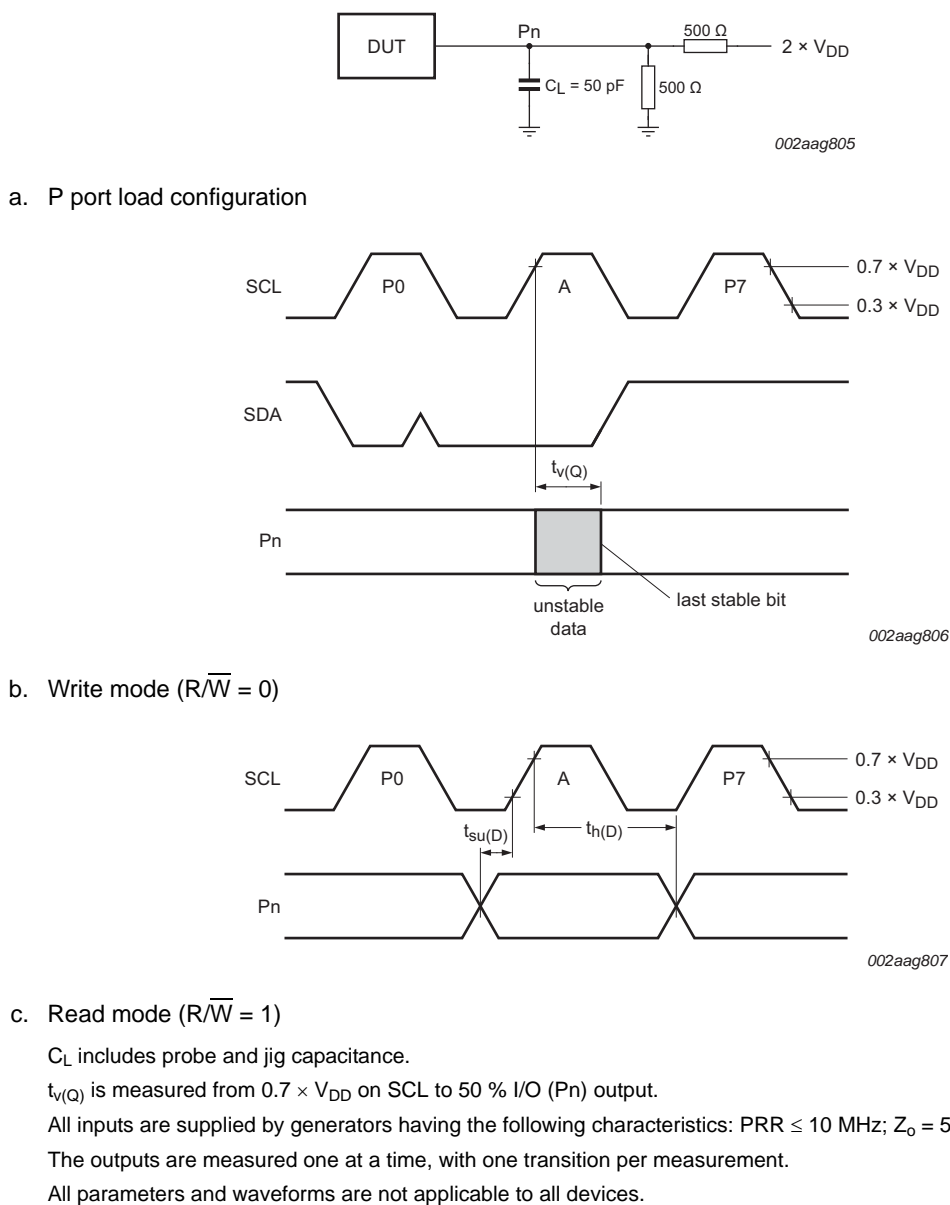 DUT
Pn
500 Ω
2 × VDD
CL = 50 pF
500 Ω
002aag805
a. P port load configuration
SCL
P0
A
P7
0.7 × VDD
0.3 × VDD
SDA
tv(Q)
Pn
unstable
data
last stable bit
002aag806
b. Write mode (R/W̅ = 0)
SCL
P0
A
P7
0.7 × VDD
0.3 × VDD
tsu(D)
th(D)
Pn
002aag807
c. Read mode (R/W̅ = 1)
CL includes probe and jig capacitance.
tv(Q) is measured from 0.7 × VDD on SCL to 50 % I/O (Pn) output.
All inputs are supplied by generators having the following characteristics: PRR ≤ 10 MHz; Zo = 5
The outputs are measured one at a time, with one transition per measurement.
All parameters and waveforms are not applicable to all devices.